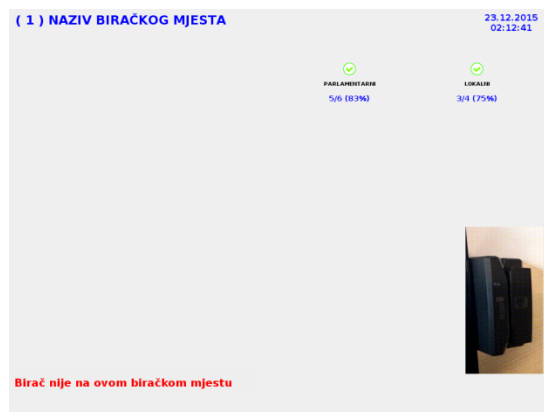 ( 1 ) NAZIV BIRAČKOG MJESTA
23.12.2015
02:12:41
PARLAMENTARNI
LOKALNI
5/6 (83%)
3/4 (75%)
Birač nije na ovom biračkom mjestu